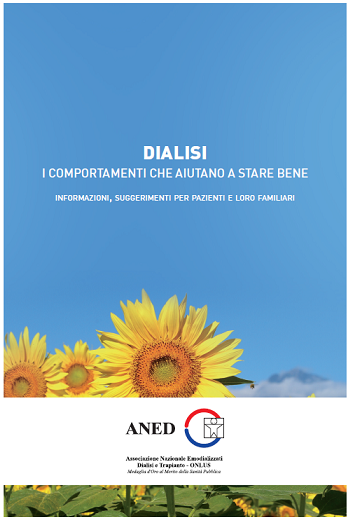 DIALISI
I COMPORTAMENTI CHE AIUTANO A STARE BENE
INFORMAZIONI, SUGGERIMENTI PER PAZIENTI E LORO FAMILIARI
ANED
Associazione Nazionale Emodializzati
Dialisi e Trapianto - ONLUS
Medaglia d'Oro al Merito della Sanità Pubblica